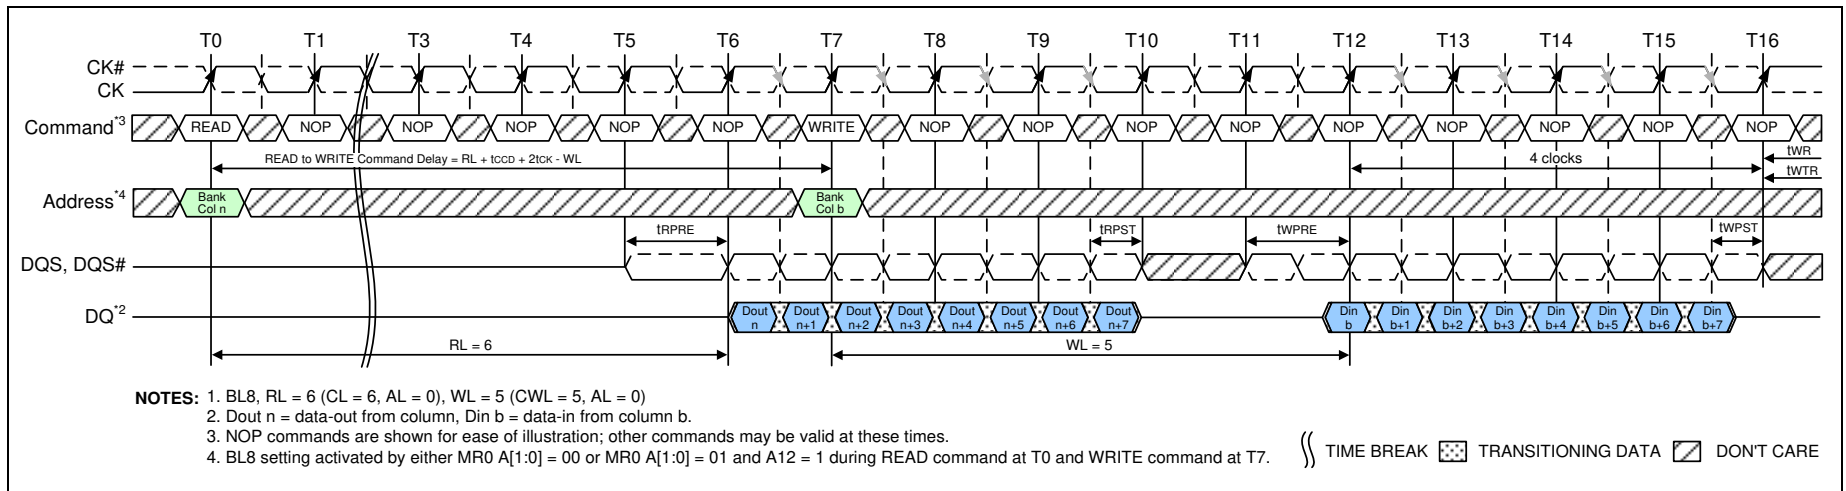 T0 T1 T3 T4 T5 T6 T7 T8 T9 T10 T11 T12 T13 T14 T15 T16
CK#
CK
Command*3 READ NOP NOP NOP NOP NOP WRITE NOP NOP NOP NOP NOP NOP NOP NOP NOP
READ to WRITE Command Delay = RL + tCCD + 2tCK - WL
4 clocks
tWR
tWTR
Address*4
Bank
Col n
Bank
Col b
tRPRE tRPST tWPRE tWPST
DQS, DQS#
DQ*2
Dout
n
Dout
n+1
Dout
n+2
Dout
n+3
Dout
n+4
Dout
n+5
Dout
n+6
Dout
n+7
Din
b
Din
b+1
Din
b+2
Din
b+3
Din
b+4
Din
b+5
Din
b+6
Din
b+7
RL = 6
WL = 5
NOTES: 1. BL8, RL = 6 (CL = 6, AL = 0), WL = 5 (CWL = 5, AL = 0)
2. Dout n = data-out from column, Din b = data-in from column b.
3. NOP commands are shown for ease of illustration; other commands may be valid at these times.
4. BL8 setting activated by either MR0 A[1:0] = 00 or MR0 A[1:0] = 01 and A12 = 1 during READ command at T0 and WRITE command at T7.
TIME BREAK TRANSITIONING DATA DON'T CARE